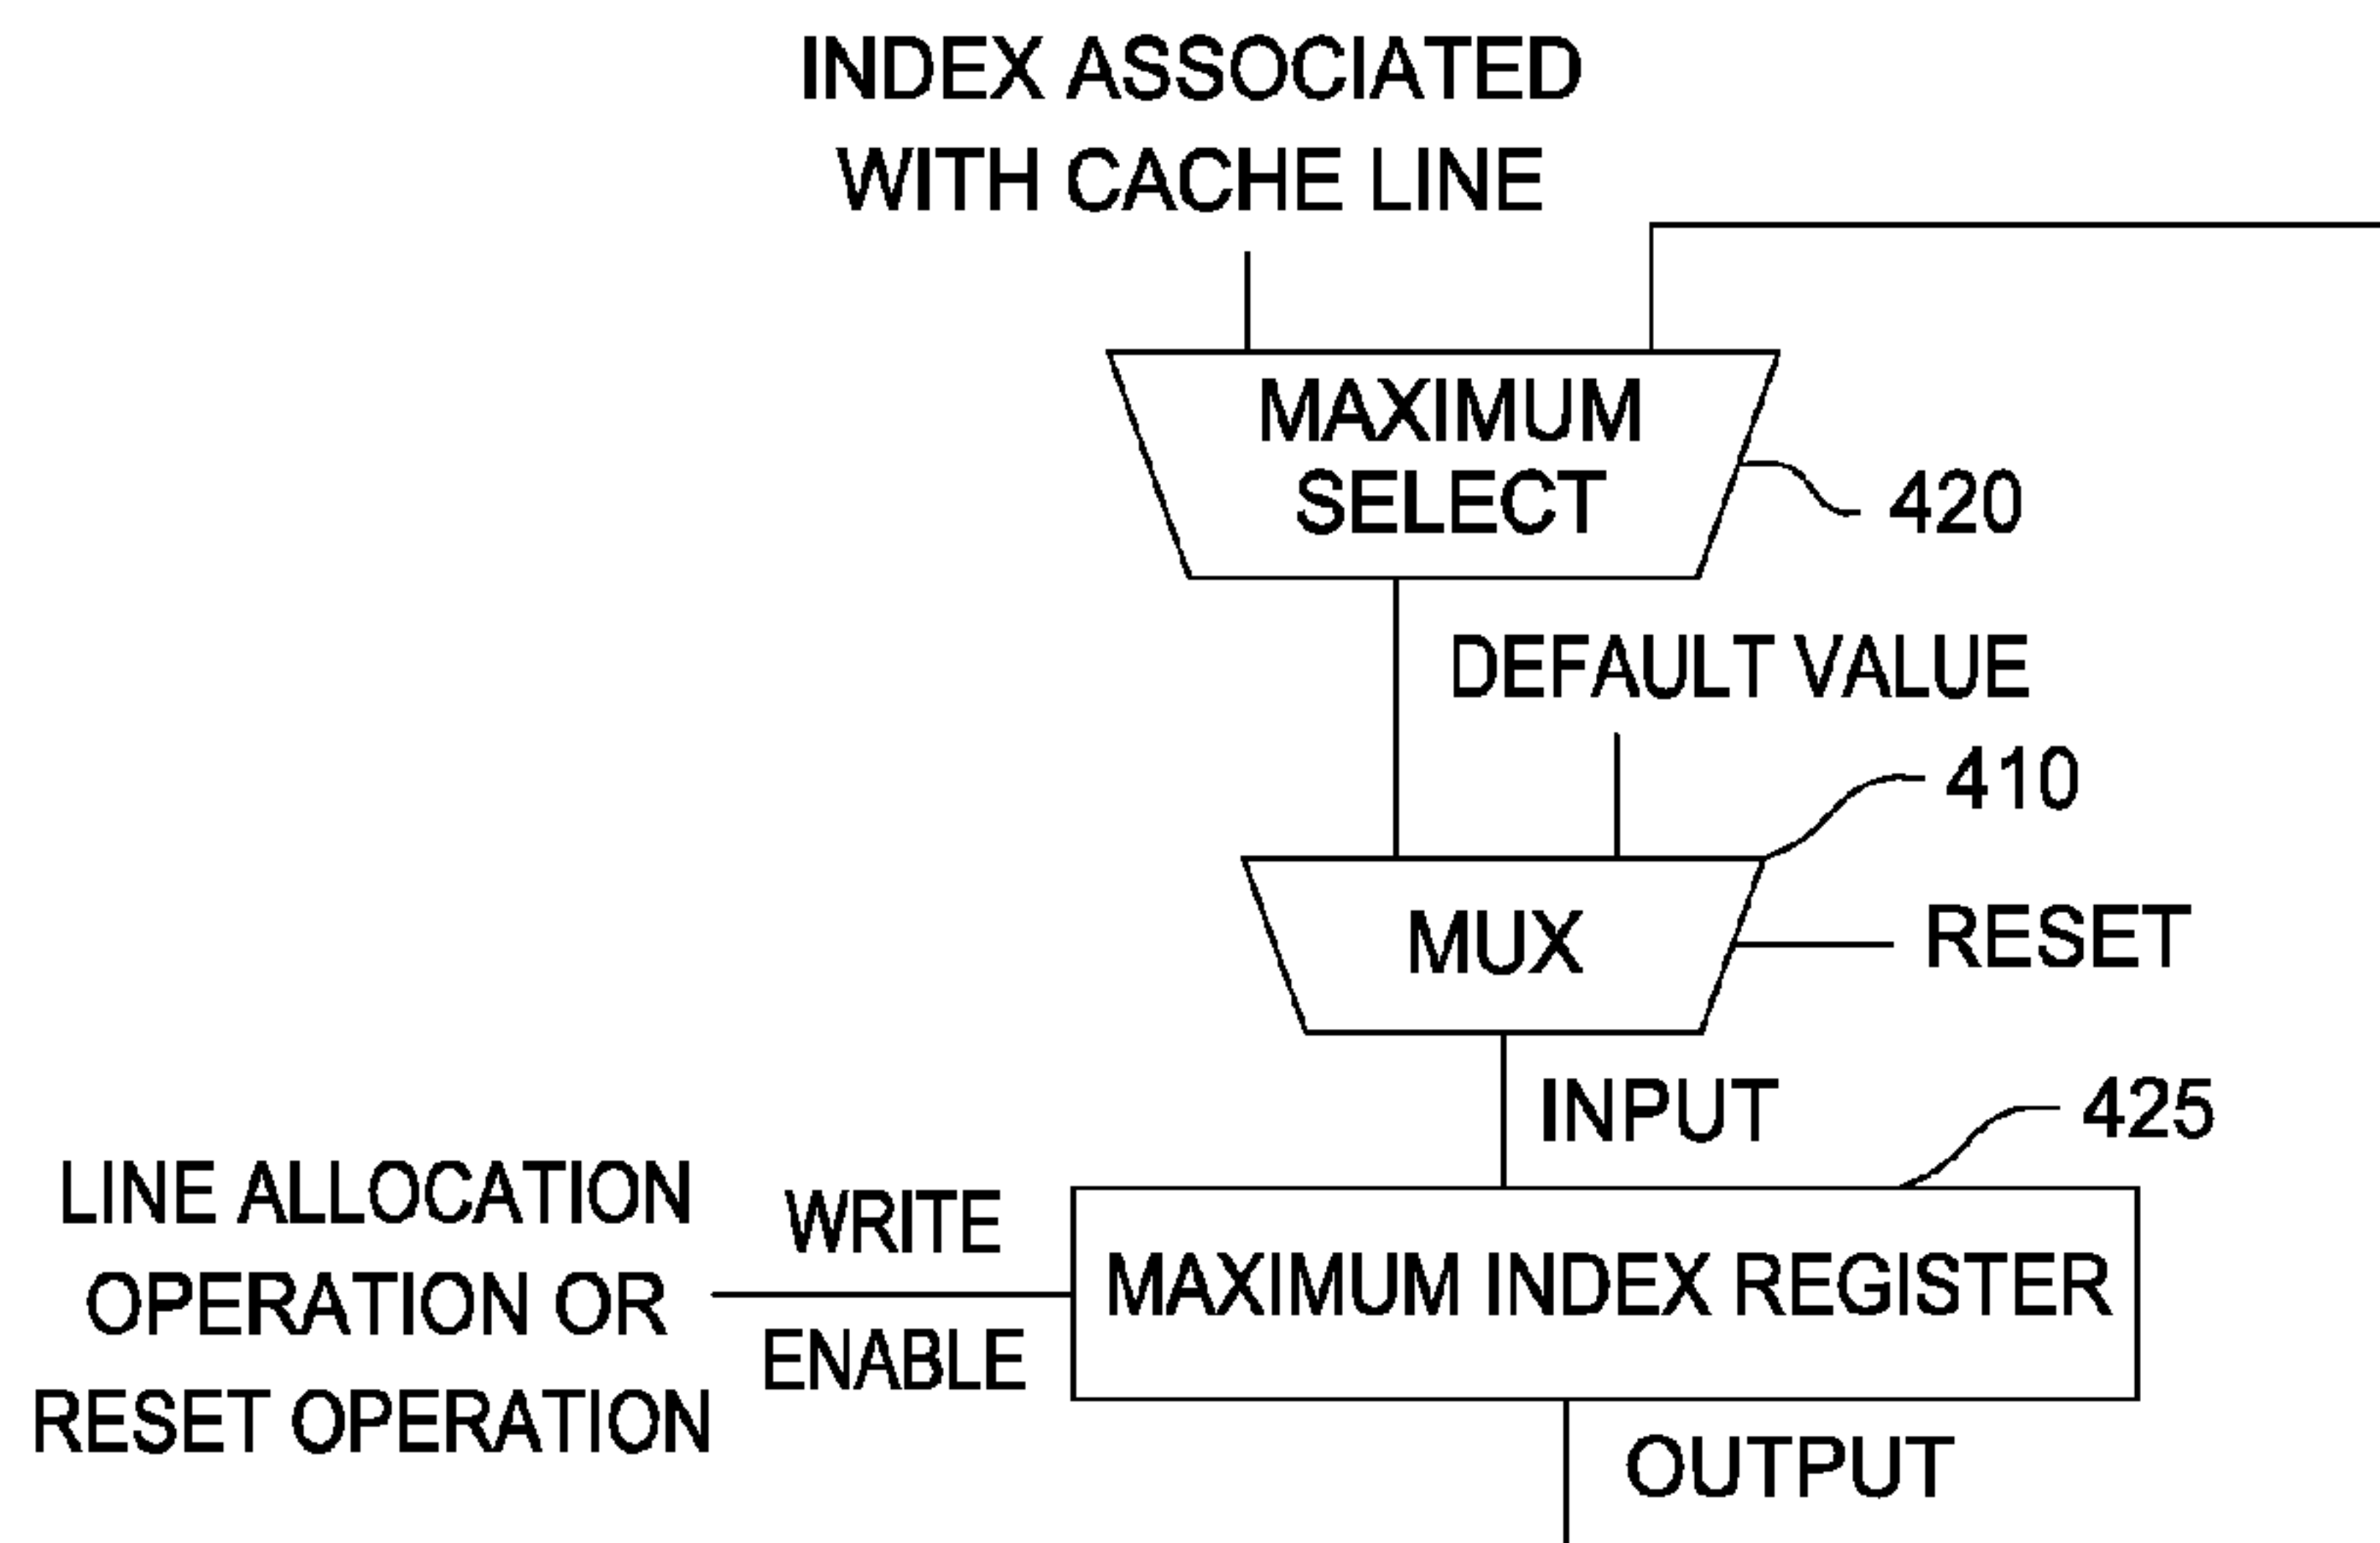 INDEX ASSOCIATED
WITH CACHE LINE
MAXIMUM
SELECT
420
DEFAULT VALUE
410
MUX
RESET
INPUT
425
LINE ALLOCATION
OPERATION OR
RESET OPERATION
WRITE
ENABLE
MAXIMUM INDEX REGISTER
OUTPUT